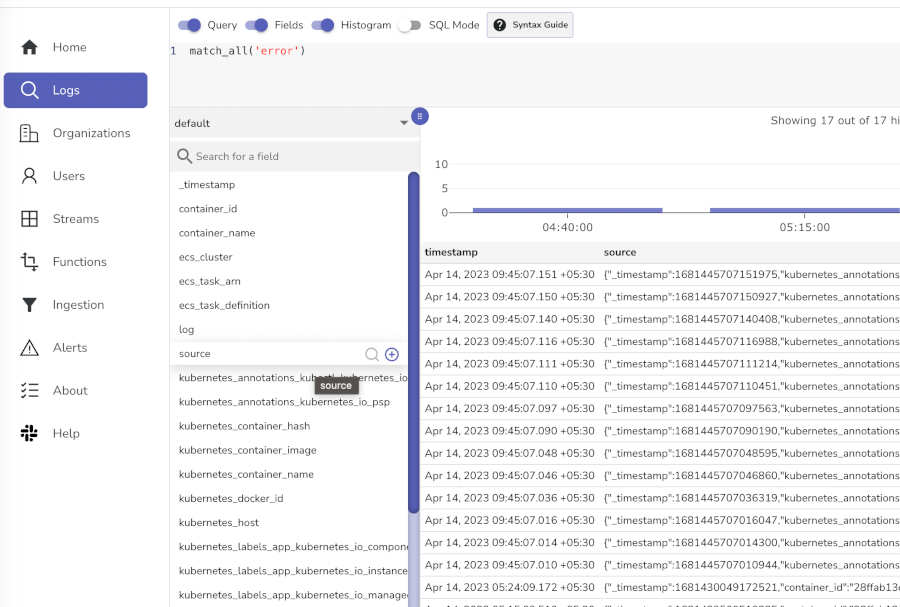 Query Fields Histogram SQL Mode Syntax Guide
1 match_all('error')
Home
Logs
Organizations
Users
Streams
Functions
Ingestion
Alerts
About
Help
default
Search for a field
_timestamp
container_id
container_name
ecs_cluster
ecs_task_arn
ecs_task_definition
log
source
source
kubernetes_annotations_kubernetes_io_psp
kubernetes_container_hash
kubernetes_container_image
kubernetes_container_name
kubernetes_docker_id
kubernetes_host
kubernetes_labels_app_kubernetes_io_compone
kubernetes_labels_app_kubernetes_io_instance
kubernetes_labels_app_kubernetes_io_manage
Showing 17 out of 17 hi
10
5
0
04:40:00 05:15:00
timestamp source
Apr 14, 2023 09:45:07.151 +05:30 {"_timestamp":1681445707151975,"kubernetes_annotations
Apr 14, 2023 09:45:07.150 +05:30 {"_timestamp":1681445707150927,"kubernetes_annotations
Apr 14, 2023 09:45:07.140 +05:30 {"_timestamp":1681445707140408,"kubernetes_annotations
Apr 14, 2023 09:45:07.116 +05:30 {"_timestamp":1681445707116988,"kubernetes_annotations
Apr 14, 2023 09:45:07.111 +05:30 {"_timestamp":1681445707111214,"kubernetes_annotations
Apr 14, 2023 09:45:07.110 +05:30 {"_timestamp":1681445707110451,"kubernetes_annotations
Apr 14, 2023 09:45:07.097 +05:30 {"_timestamp":1681445707097563,"kubernetes_annotations
Apr 14, 2023 09:45:07.090 +05:30 {"_timestamp":1681445707090190,"kubernetes_annotations
Apr 14, 2023 09:45:07.048 +05:30 {"_timestamp":1681445707048595,"kubernetes_annotations
Apr 14, 2023 09:45:07.046 +05:30 {"_timestamp":1681445707046860,"kubernetes_annotations
Apr 14, 2023 09:45:07.036 +05:30 {"_timestamp":1681445707036319,"kubernetes_annotations
Apr 14, 2023 09:45:07.016 +05:30 {"_timestamp":1681445707016047,"kubernetes_annotations
Apr 14, 2023 09:45:07.014 +05:30 {"_timestamp":1681445707014300,"kubernetes_annotations
Apr 14, 2023 09:45:07.010 +05:30 {"_timestamp":1681445707010944,"kubernetes_annotations
Apr 14, 2023 05:24:09.172 +05:30 {"_timestamp":1681430049172521,"container_id":"28ffab13c